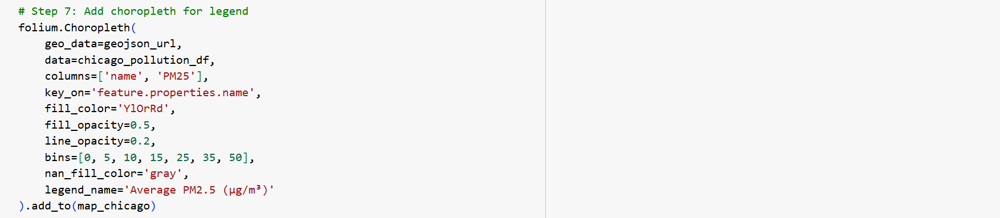 # Step 7: Add choropleth for legend
folium.Choropleth(
    geo_data=geojson_url,
    data=chicago_pollution_df,
    columns=['name', 'PM25'],
    key_on='feature.properties.name',
    fill_color='YlOrRd',
    fill_opacity=0.5,
    line_opacity=0.2,
    bins=[0, 5, 10, 15, 25, 35, 50],
    nan_fill_color='gray',
    legend_name='Average PM2.5 (µg/m³)'
).add_to(map_chicago)